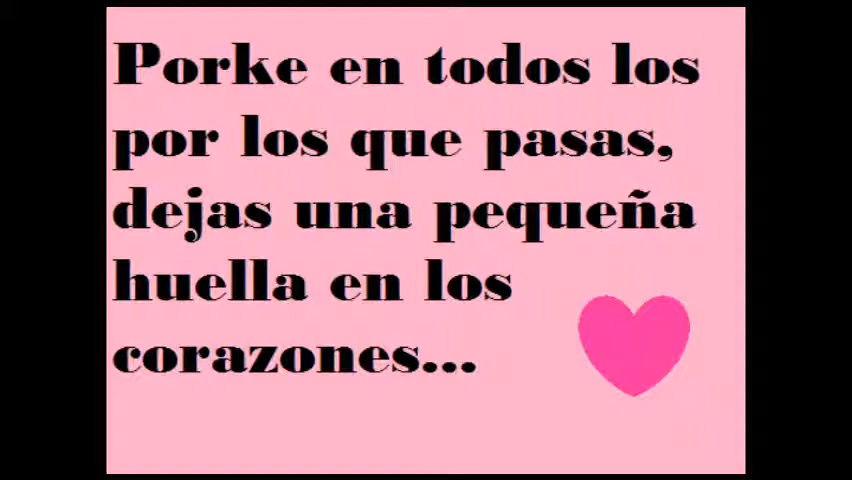 Porke en todos los
por los que pasas,
dejas una pequeña
huella en los
corazones...